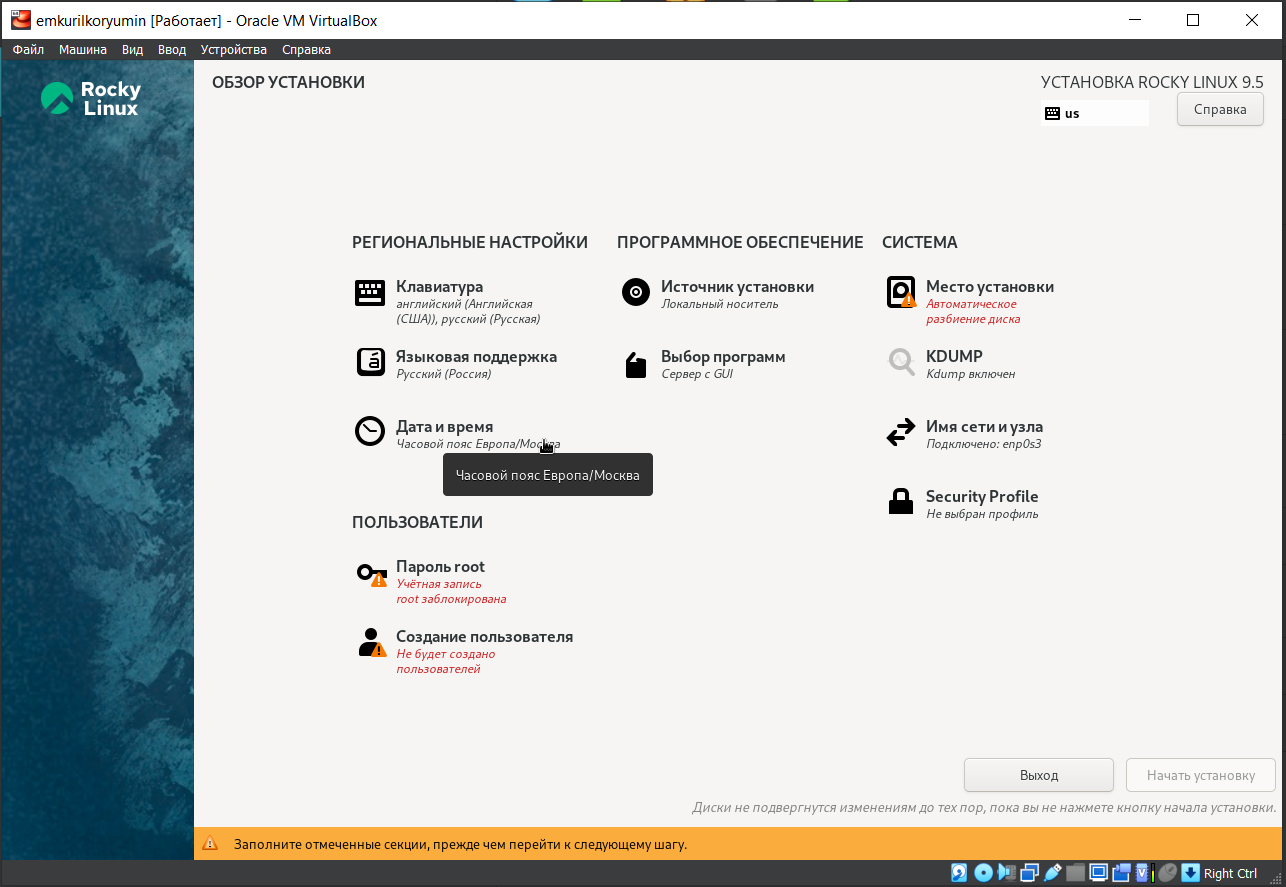 emkurilkoryumin [Работает] - Oracle VM VirtualBox
Файл Машина Вид Ввод Устройства Справка
Rocky
Linux
ОБЗОР УСТАНОВКИ
УСТАНОВКА ROCKY LINUX 9.5
us
Справка
РЕГИОНАЛЬНЫЕ НАСТРОЙКИ
Клавиатура
английский (Английская
(США)), русский (Русская)
Языковая поддержка
Русский (Россия)
Дата и время
Часовой пояс Европа/Москва
Часовой пояс Европа/Москва
ПРОГРАММНОЕ ОБЕСПЕЧЕНИЕ
Источник установки
Локальный носитель
Выбор программ
Сервер с GUI
СИСТЕМА
Место установки
Автоматическое
разбиение диска
KDUMP
Kdump включен
Имя сети и узла
Подключено: enp0s3
Security Profile
Не выбран профиль
ПОЛЬЗОВАТЕЛИ
Пароль root
Учётная запись
root заблокирована
Создание пользователя
Не будет создано
пользователей
Выход
Начать установку
Диски не подвергнутся изменениям до тех пор, пока вы не нажмете кнопку начала установки.
Заполните отмеченные секции, прежде чем перейти к следующему шагу.
Right Ctrl